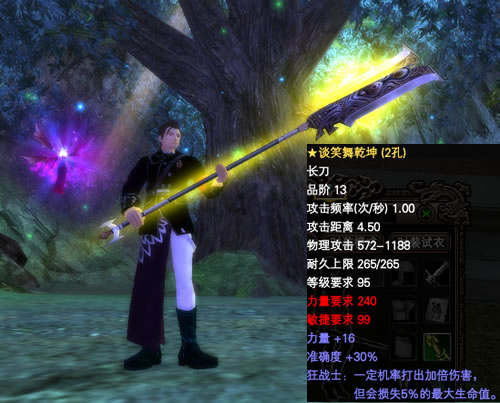 ★谈笑舞乾坤 (2孔)
长刀
品阶 13
攻击频率(次/秒) 1.00
攻击距离 4.50
物理攻击 572-1188
耐久上限 265/265
等级要求 95
力量要求 240
敏捷要求 99
力量 +16
准确度 +30%
狂战士：一定机率打出加倍伤害，
但会损失5%的最大生命值。
试衣